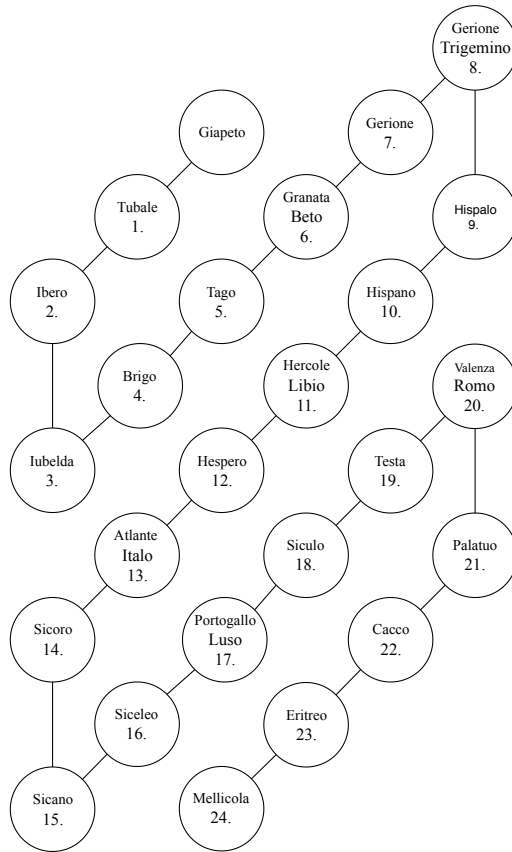 Giapeto
Tubale
1.
Ibero
2.
Iubelda
3.
Brigo
4.
Tago
5.
Granata
Beto
6.
Gerione
7.
Gerione
Trigemino
8.
Hispalo
9.
Hispano
10.
Hercole
Libio
11.
Hespero
12.
Atlante
Italo
13.
Sicoro
14.
Sicano
15.
Siceleo
16.
Portogallo
Luso
17.
Siculo
18.
Testa
19.
Valenza
Romo
20.
Palatuo
21.
Cacco
22.
Eritreo
23.
Mellicola
24.